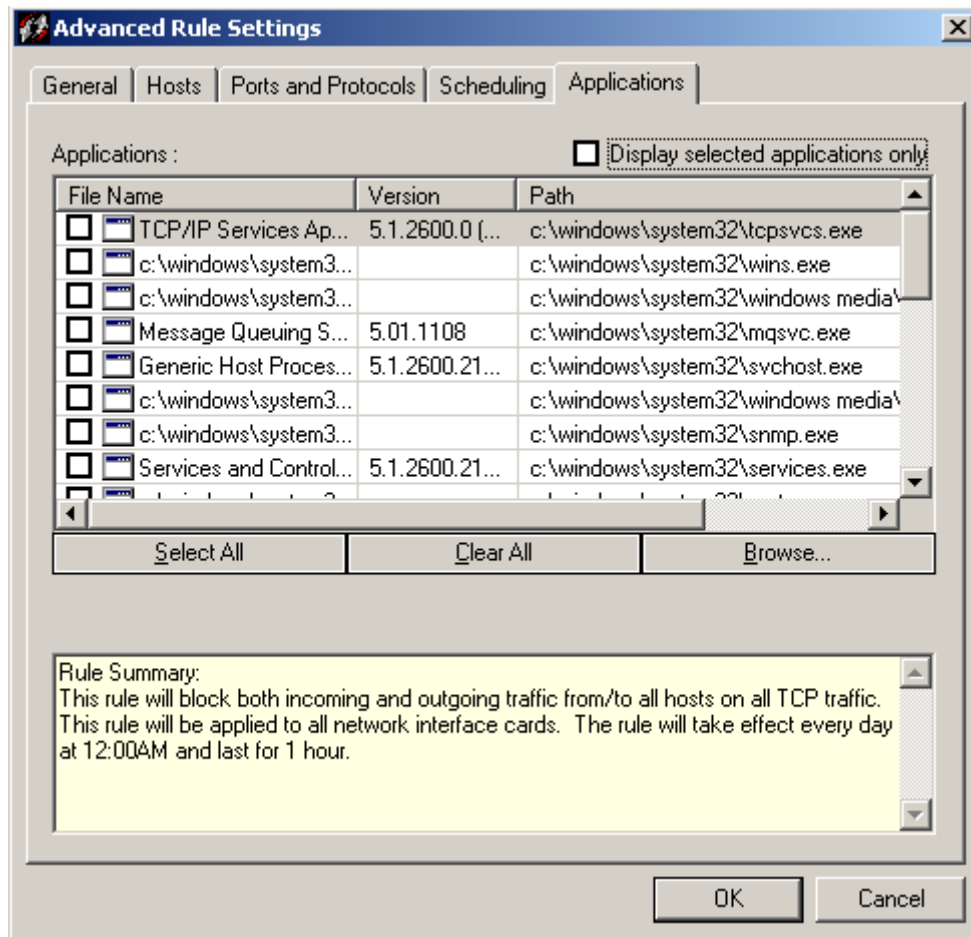 Advanced Rule Settings
General Hosts Ports and Protocols Scheduling Applications
Applications : Display selected applications only
File Name Version Path
TCP/IP Services Ap... 5.1.2600.0 (... c:\windows\system32\tcpsvcs.exe
c:\windows\system3... c:\windows\system32\wins.exe
c:\windows\system3... c:\windows\system32\windows media\
Message Queuing S... 5.01.1108 c:\windows\system32\mqsvc.exe
Generic Host Proces... 5.1.2600.21... c:\windows\system32\svchost.exe
c:\windows\system3... c:\windows\system32\windows media\
c:\windows\system3... c:\windows\system32\snmp.exe
Services and Control... 5.1.2600.21... c:\windows\system32\services.exe
Select All Clear All Browse...
Rule Summary:
This rule will block both incoming and outgoing traffic from/to all hosts on all TCP traffic.
This rule will be applied to all network interface cards. The rule will take effect every day
at 12:00AM and last for 1 hour.
OK Cancel